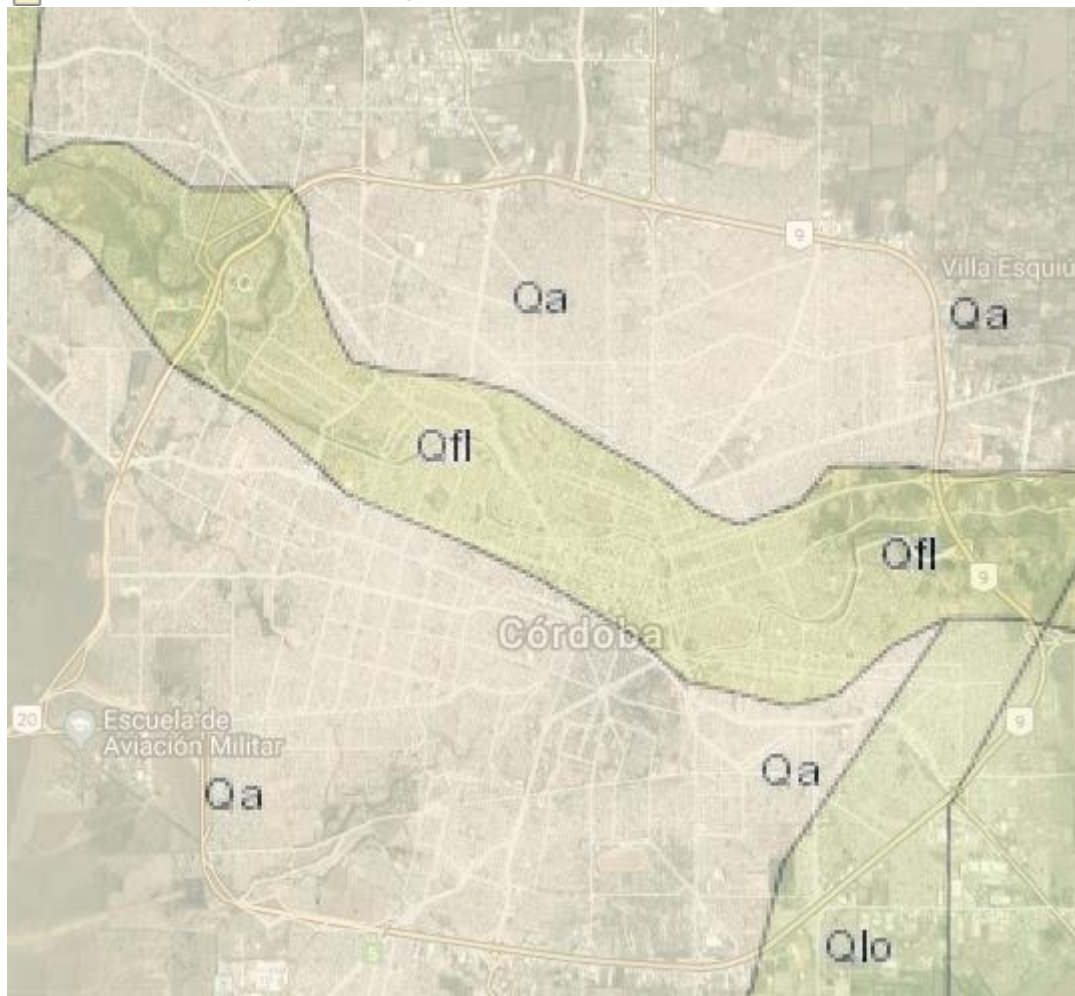 9
Villa Esquiú
Qa
Qa
Qfl
Qfl
9
Córdoba
20
Escuela de
Aviación Militar
9
Qa
Qa
Qlo